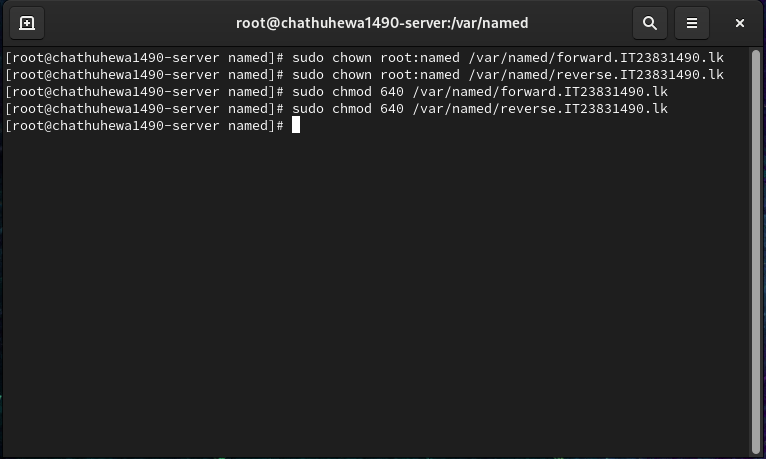 root@chathuhewa1490-server:/var/named
[root@chathuhewa1490-server named]# sudo chown root:named /var/named/forward.IT23831490.lk
[root@chathuhewa1490-server named]# sudo chown root:named /var/named/reverse.IT23831490.lk
[root@chathuhewa1490-server named]# sudo chmod 640 /var/named/forward.IT23831490.lk
[root@chathuhewa1490-server named]# sudo chmod 640 /var/named/reverse.IT23831490.lk
[root@chathuhewa1490-server named]#